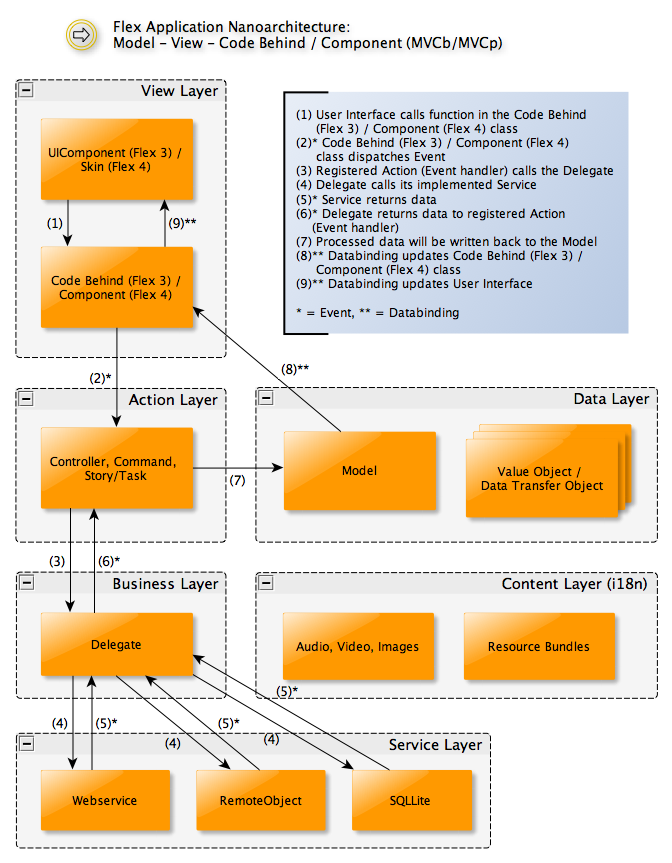 Flex Application Nanoarchitecture:
Model – View – Code Behind / Component (MVCb/MVCp)
View Layer
UIComponent (Flex 3) /
Skin (Flex 4)
(1)
(9)**
Code Behind (Flex 3) /
Component (Flex 4)
(1) User Interface calls function in the Code Behind
(Flex 3) / Component (Flex 4) class
(2)* Code Behind (Flex 3) / Component (Flex 4)
class dispatches Event
(3) Registered Action (Event handler) calls the Delegate
(4) Delegate calls its implemented Service
(5)* Service returns data
(6)* Delegate returns data to registered Action
(Event handler)
(7) Processed data will be written back to the Model
(8)** Databinding updates Code Behind (Flex 3) /
Component (Flex 4) class
(9)** Databinding updates User Interface
* = Event, ** = Databinding
(2)*
(8)**
Action Layer
Controller, Command,
Story/Task
(7)
Data Layer
Model
Value Object /
Data Transfer Object
(3)
(6)*
Business Layer
Delegate
Content Layer (i18n)
Audio, Video, Images
Resource Bundles
(4)
(5)*
(5)*
(4)
(5)*
(4)
Service Layer
Webservice
RemoteObject
SQLLite